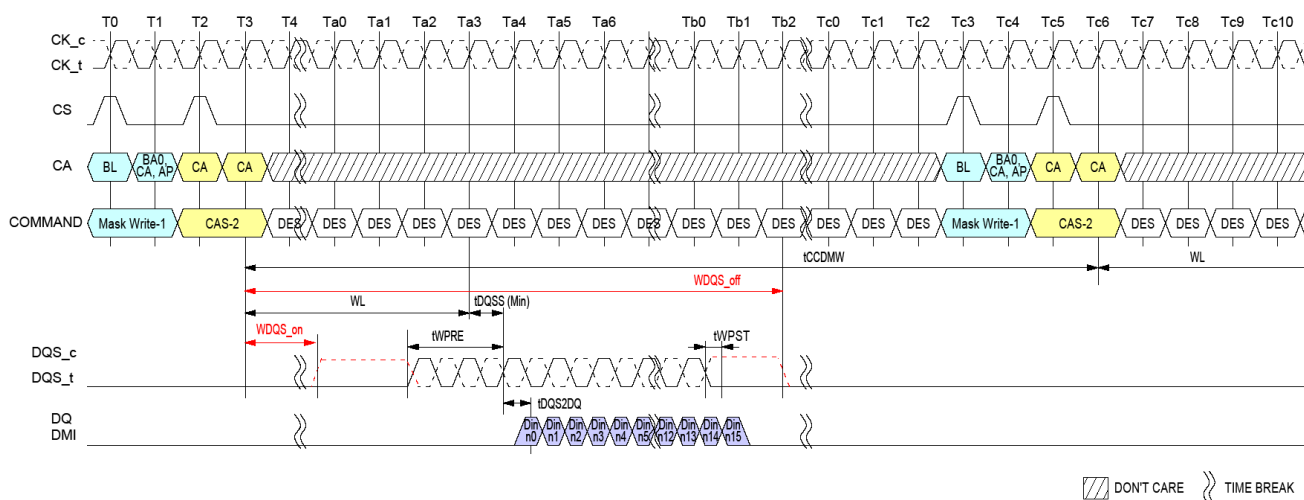 T0 T1 T2 T3 T4 Ta0 Ta1 Ta2 Ta3 Ta4 Ta5 Ta6 Tb0 Tb1 Tb2 Tc0 Tc1 Tc2 Tc3 Tc4 Tc5 Tc6 Tc7 Tc8 Tc9 Tc10
CK_c
CK_t
CS
CA BL BA0, CA, AP CA CA BL BA0, CA, AP CA CA
COMMAND Mask Write-1 CAS-2 DES DES DES DES DES DES DES DES DES DES DES DES DES DES DES Mask Write-1 CAS-2 DES DES DES DES
tCCDMW WL
WDQS_off
WL tDQSS (Min)
WDQS_on tWPRE tWPST
DQS_c
DQS_t
tDQS2DQ
DQ
DMI
Din n0 Din n1 Din n2 Din n3 Din n4 Din n5 Din n12 Din n13 Din n14 Din n15
DON'T CARE TIME BREAK